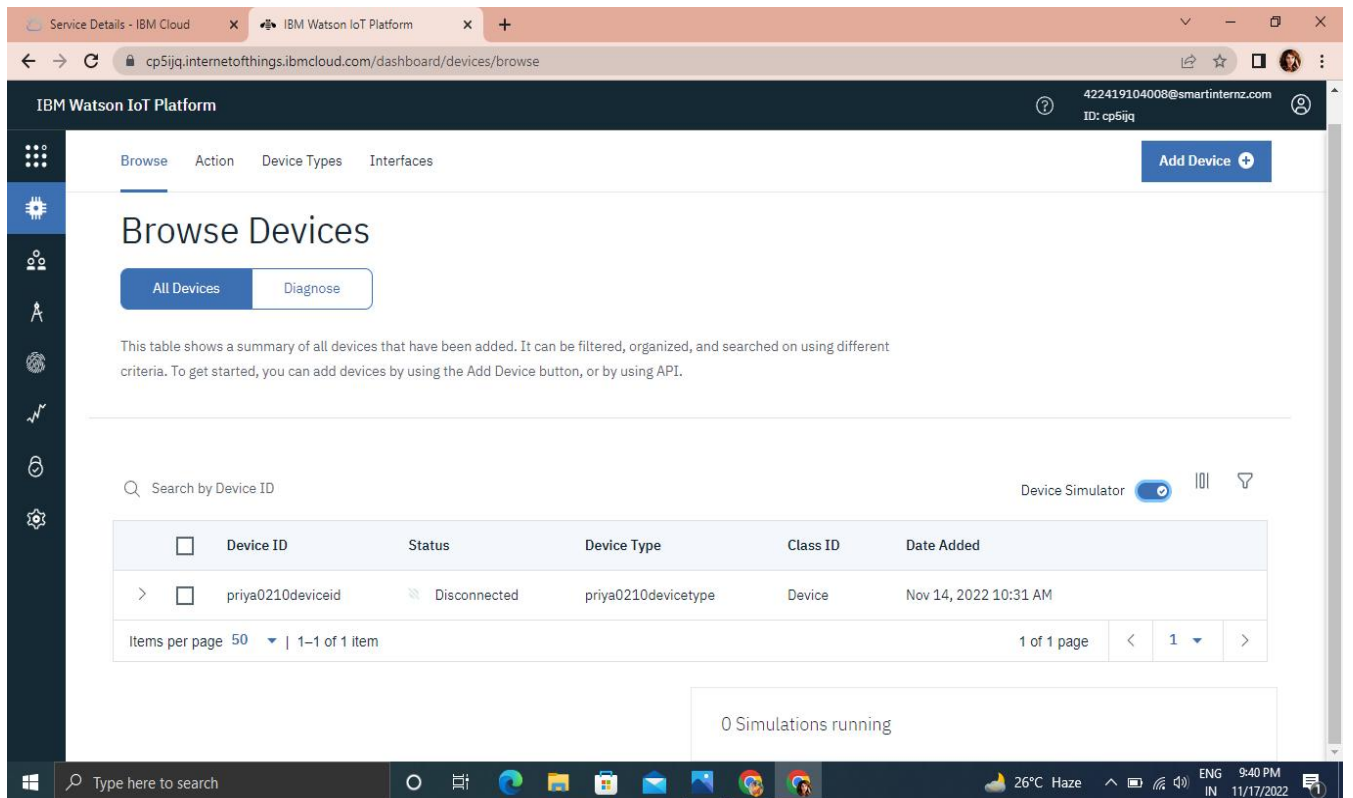 Service Details - IBM Cloud
IBM Watson IoT Platform
cp5ijq.internetofthings.ibmcloud.com/dashboard/devices/browse
IBM Watson IoT Platform
422419104008@smartinternz.com
ID: cp5ijq
Browse Action Device Types Interfaces
Add Device
Browse Devices
All Devices Diagnose
This table shows a summary of all devices that have been added. It can be filtered, organized, and searched on using different
criteria. To get started, you can add devices by using the Add Device button, or by using API.
Search by Device ID
Device Simulator
Device ID Status Device Type Class ID Date Added
priya0210deviceid Disconnected priya0210devicetype Device Nov 14, 2022 10:31 AM
Items per page 50 | 1–1 of 1 item 1 of 1 page 1
0 Simulations running
Type here to search
26°C Haze
ENG 9:40 PM
IN 11/17/2022
1